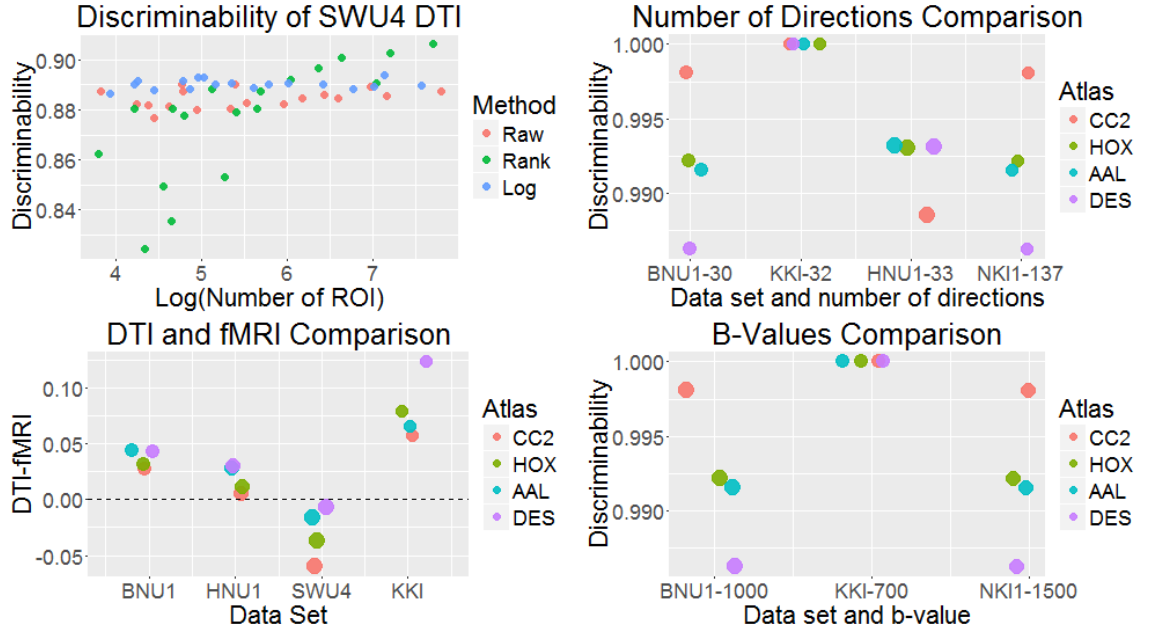 Discriminability of SWU4 DTI
Discriminability
0.90
0.88
0.86
0.84
4 5 6 7
Log(Number of ROI)
Method
Raw
Rank
Log
Number of Directions Comparison
Discriminability
1.000
0.995
0.990
BNU1-30 KKI-32 HNU1-33 NKI1-137
Data set and number of directions
Atlas
CC2
HOX
AAL
DES
DTI and fMRI Comparison
DTI-fMRI
0.10
0.05
0.00
-0.05
BNU1 HNU1 SWU4 KKI
Data Set
Atlas
CC2
HOX
AAL
DES
B-Values Comparison
Discriminability
1.000
0.995
0.990
BNU1-1000 KKI-700 NKI1-1500
Data set and b-value
Atlas
CC2
HOX
AAL
DES